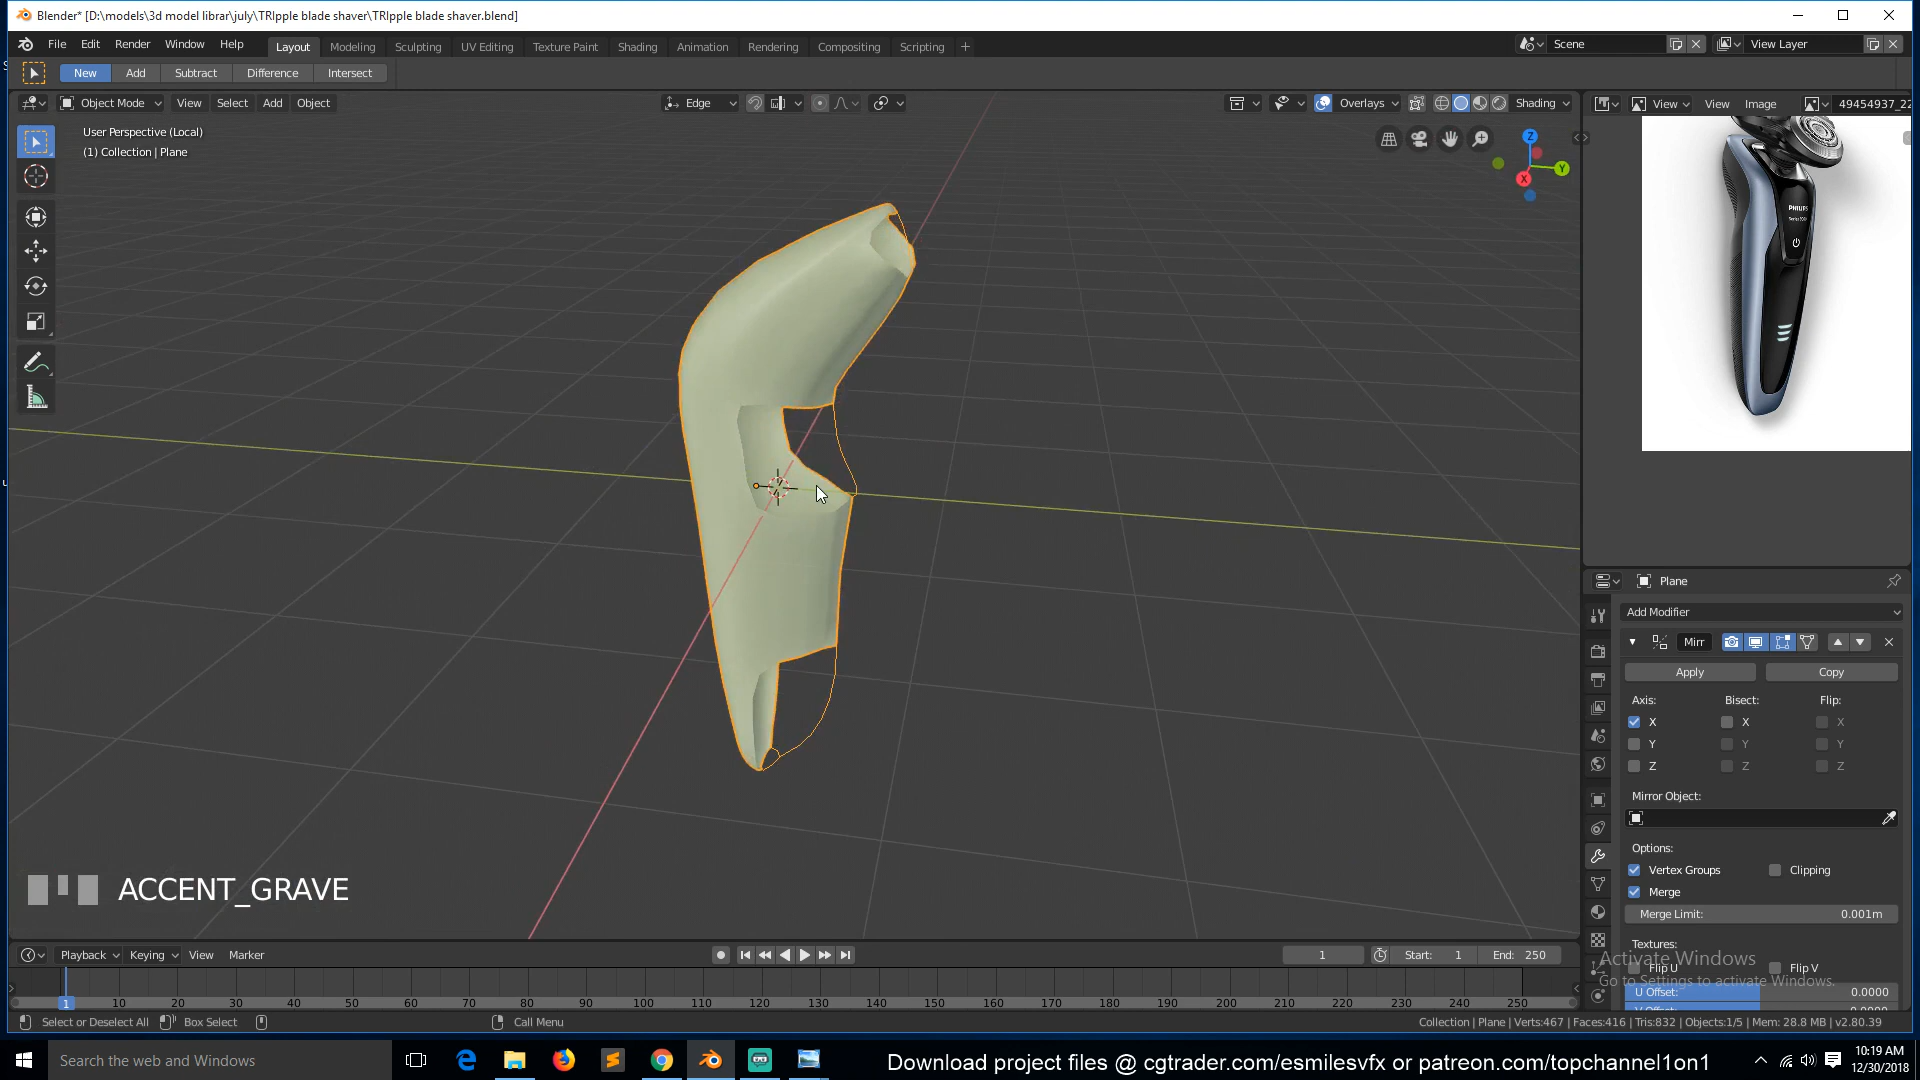 Blender* [D:\models\3d model librar\july\TRIpple blade shaver\TRIpple blade shaver.blend]
File Edit Render Window Help Layout Modeling Sculpting UV Editing Texture Paint Shading Animation Rendering Compositing Scripting + Scene View Layer
New Add Subtract Difference Intersect
Object Mode View Select Add Object Edge Overlays Shading View View Image 49454937_22
User Perspective (Local)
(1) Collection | Plane
Z
Y
X
PHILIPS
Plane
Add Modifier
Mirr
Apply Copy
Axis: Bisect: Flip:
X X X
Y Y Y
Z Z Z
Mirror Object:
Options:
Vertex Groups Clipping
Merge
Merge Limit: 0.001m
Textures:
Flip U Flip V
U Offset: 0.0000
Activate Windows
Go to Settings to activate Windows.
ACCENT_GRAVE
Playback Keying View Marker 1 Start: 1 End: 250
1 10 20 30 40 50 60 70 80 90 100 110 120 130 140 150 160 170 180 190 200 210 220 230 240 250
Select or Deselect All Box Select Call Menu Collection | Plane | Verts:467 | Faces:416 | Tris:832 | Objects:1/5 | Mem: 28.8 MB | v2.80.39
Search the web and Windows
Download project files @ cgtrader.com/esmilesvfx or patreon.com/topchannel1on1
10:19 AM
12/30/2018